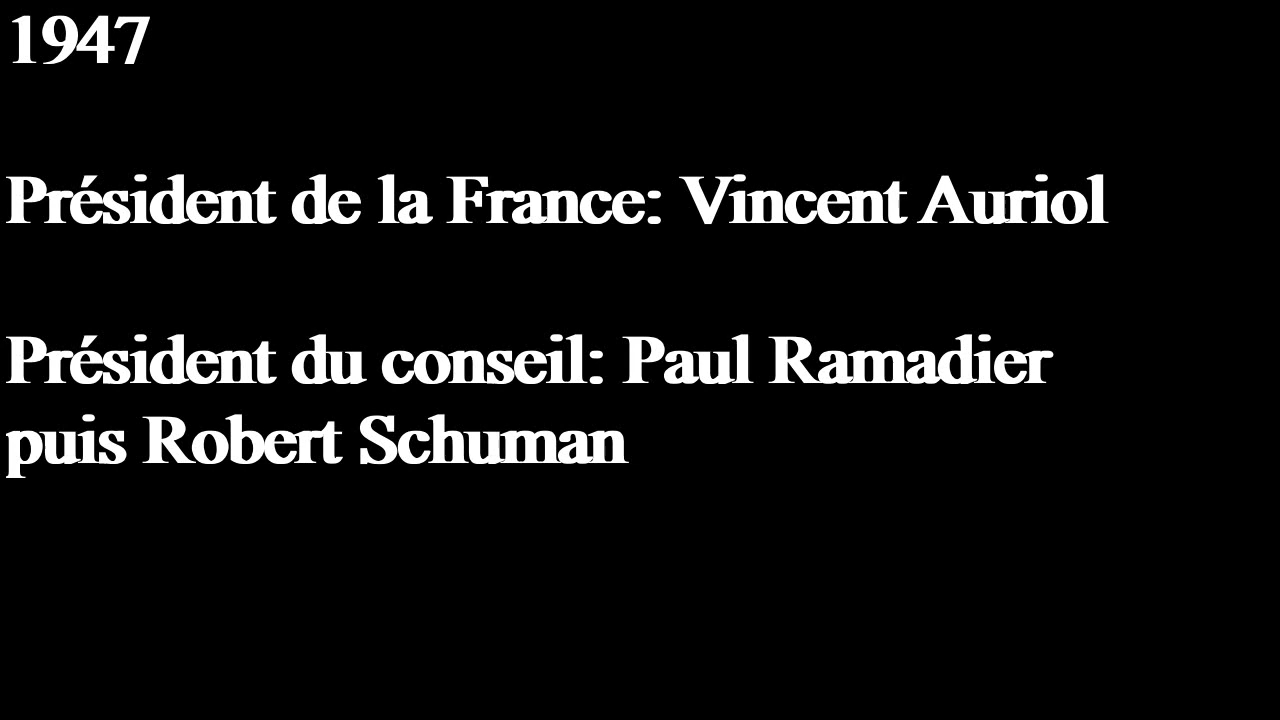 1947
Président de la France: Vincent Auriol
Président du conseil: Paul Ramadier
puis Robert Schuman